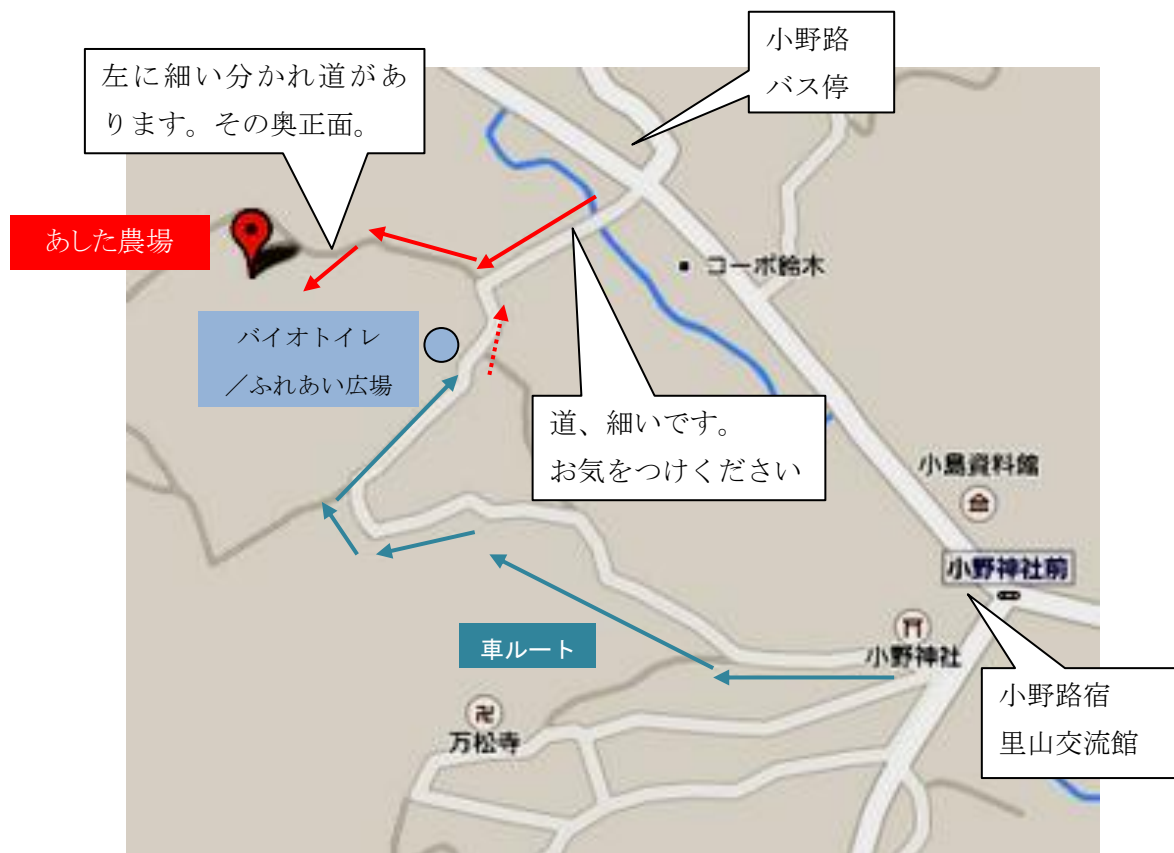 小野路
バス停
左に細い分かれ道があ
ります。その奥正面。
あした農場
コーポ鈴木
バイオトイレ
／ふれあい広場
道、細いです。
お気をつけください
小島資料館
小野神社前
車ルート
小野神社
小野路宿
里山交流館
万松寺